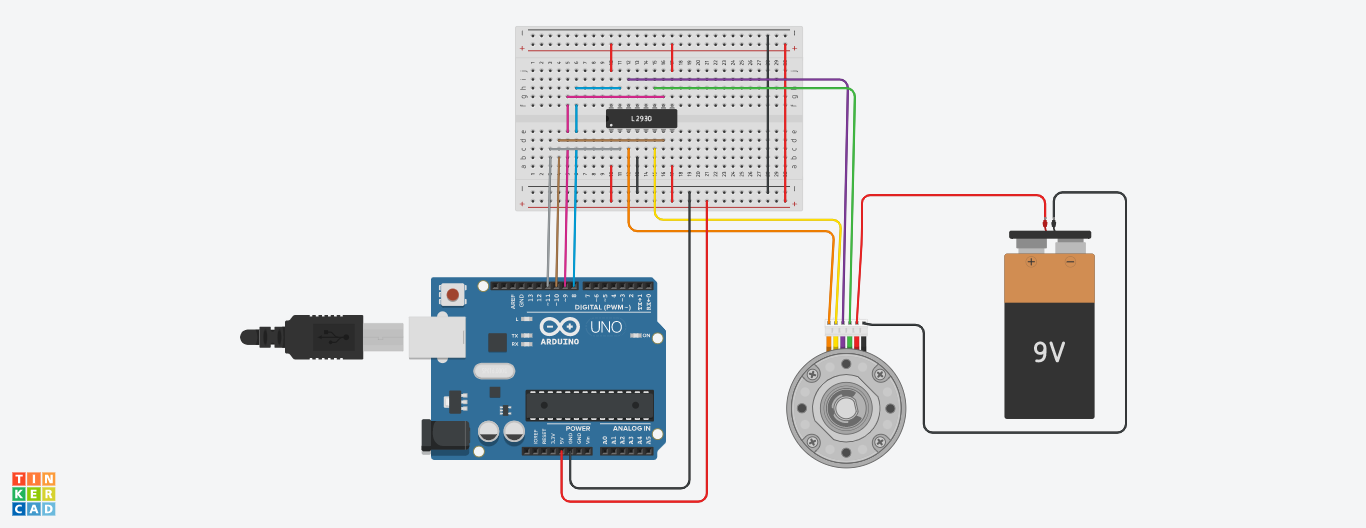 L293D
AREF
GND
13
12
~11
~10
~9
8
7
~6
~5
4
~3
2
TX→1
RX←0
DIGITAL (PWM~)
L
TX
RX
ARDUINO
UNO
ON
POWER
ANALOG IN
IOREF
RESET
3.3V
5V
GND
GND
Vin
A0
A1
A2
A3
A4
A5
+
−
9V
TIN
KER
CAD